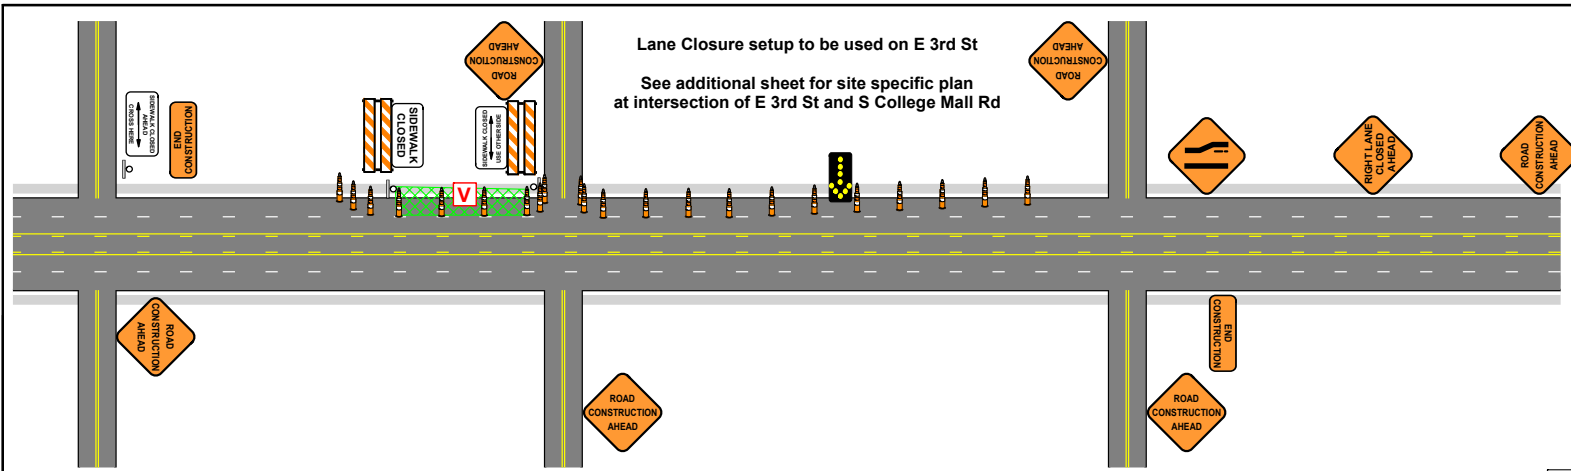 Lane Closure setup to be used on E 3rd St
See additional sheet for site specific plan
at intersection of E 3rd St and S College Mall Rd
ROAD
CONSTRUCTION
AHEAD
ROAD
CONSTRUCTION
AHEAD
SIDEWALK CLOSED
AHEAD
CROSS HERE
END
CONSTRUCTION
SIDEWALK
CLOSED
SIDEWALK CLOSED
USE OTHER SIDE
V
RIGHT LANE
CLOSED
AHEAD
ROAD
CONSTRUCTION
AHEAD
ROAD
CONSTRUCTION
AHEAD
END
CONSTRUCTION
ROAD
CONSTRUCTION
AHEAD
ROAD
CONSTRUCTION
AHEAD